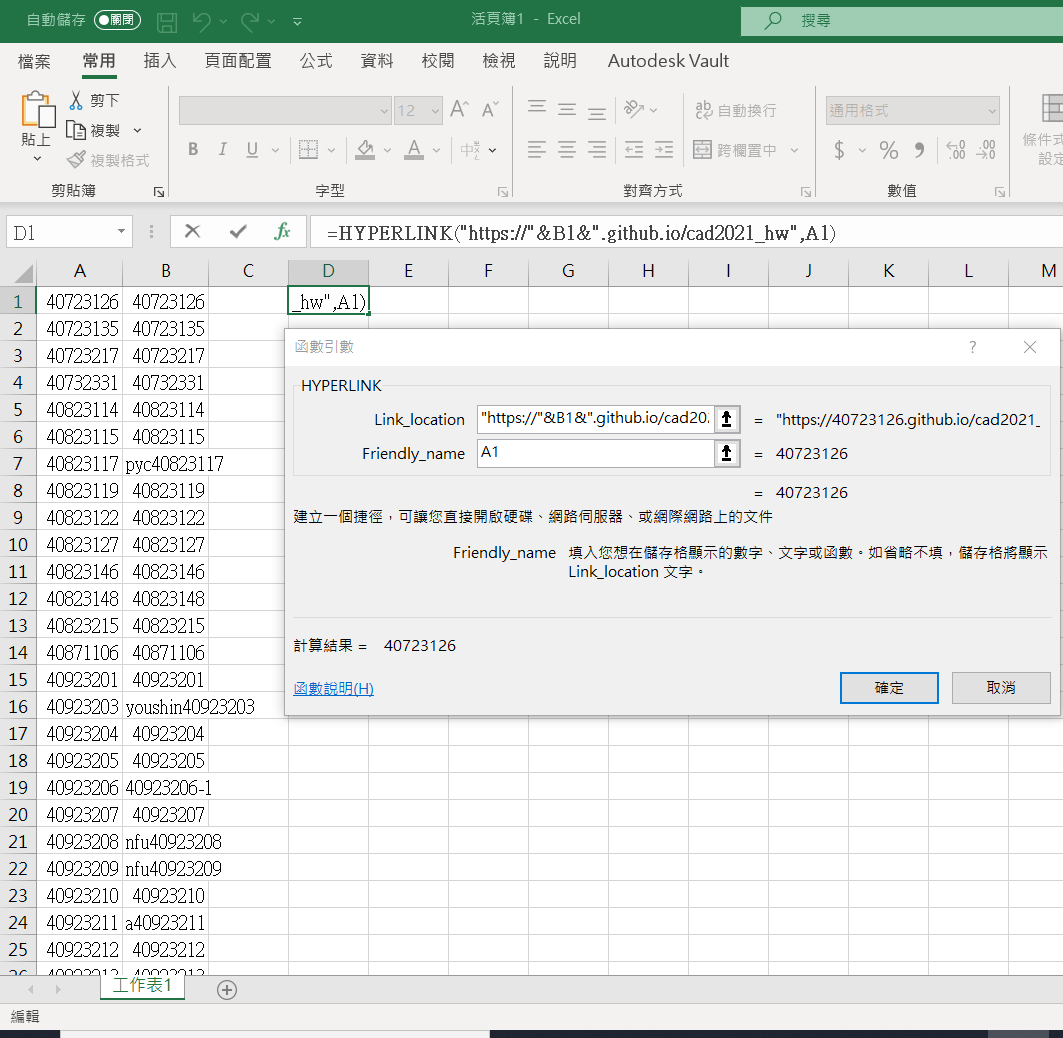 自動儲存 關閉 活頁簿1 - Excel 搜尋
檔案 常用 插入 頁面配置 公式 資料 校閱 檢視 說明 Autodesk Vault
貼上 剪下 複製 複製格式
12 A A B I U A
ab 自動換行 跨欄置中
通用格式 $ % .00 .00
條件式
設定
剪貼簿 字型 對齊方式 數值
D1 fx =HYPERLINK("https://"&B1&".github.io/cad2021_hw",A1)
A B C D E F G H I J K L M
1 40723126 40723126 _hw",A1)
2 40723135 40723135
3 40723217 40723217
4 40732331 40732331
5 40823114 40823114
6 40823115 40823115
7 40823117 pyc40823117
8 40823119 40823119
9 40823122 40823122
10 40823127 40823127
11 40823146 40823146
12 40823148 40823148
13 40823215 40823215
14 40871106 40871106
15 40923201 40923201
16 40923203 youshin40923203
17 40923204 40923204
18 40923205 40923205
19 40923206 40923206-1
20 40923207 40923207
21 40923208 nfu40923208
22 40923209 nfu40923209
23 40923210 40923210
24 40923211 a40923211
25 40923212 40923212
函數引數 ?
HYPERLINK
Link_location "https://"&B1&".github.io/cad20 = "https://40723126.github.io/cad2021_
Friendly_name A1 = 40723126
= 40723126
建立一個捷徑，可讓您直接開啟硬碟、網路伺服器、或網際網路上的文件
Friendly_name 填入您想在儲存格顯示的數字、文字或函數。如省略不填，儲存格將顯示
Link_location 文字。
計算結果 = 40723126
函數說明(H) 確定 取消
工作表1
編輯